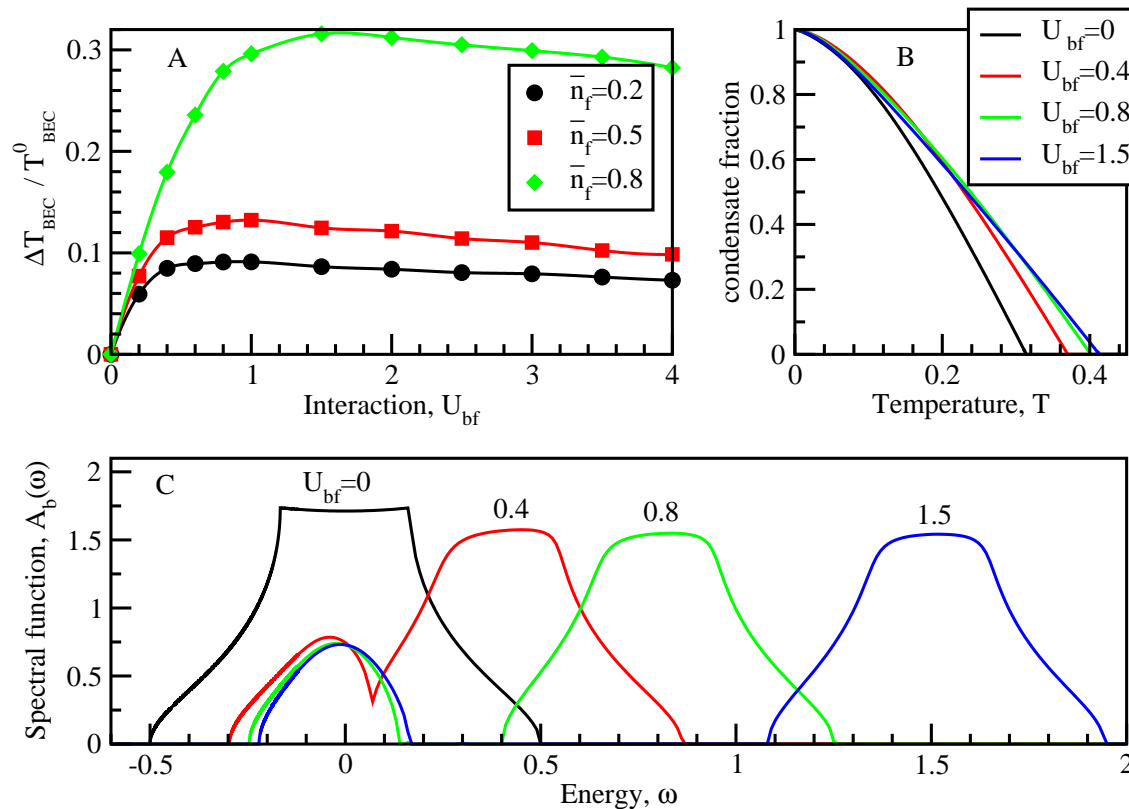 A
0.3
0.2
0.1
0
ΔT_BEC / T^0_BEC
n̄_f=0.2
n̄_f=0.5
n̄_f=0.8
0 1 2 3 4
Interaction, U_bf
B
1
0.8
0.6
0.4
0.2
0
condensate fraction
U_bf=0
U_bf=0.4
U_bf=0.8
U_bf=1.5
0 0.2 0.4
Temperature, T
C
2
1.5
1
0.5
0
Spectral function, A_b(ω)
U_bf=0
0.4
0.8
1.5
-0.5 0 0.5 1 1.5 2
Energy, ω